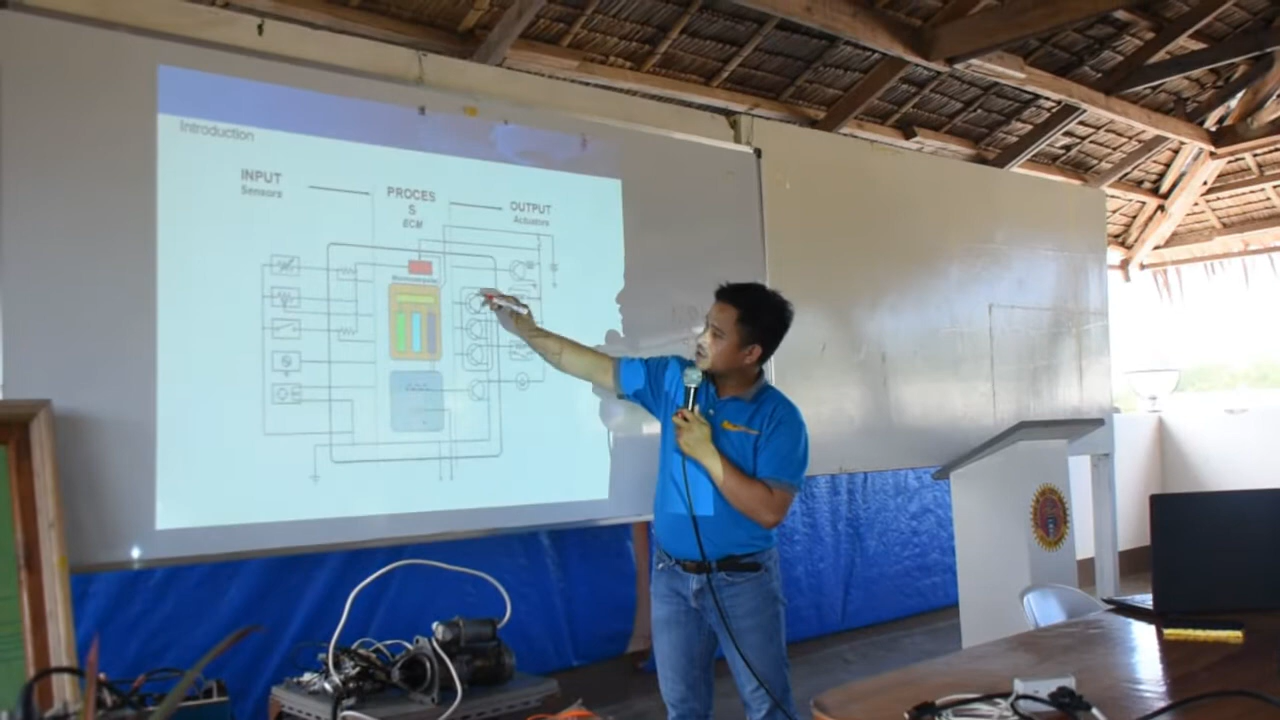 Introduction
INPUT
Sensors
PROCES
S
ECM
OUTPUT
Actuators